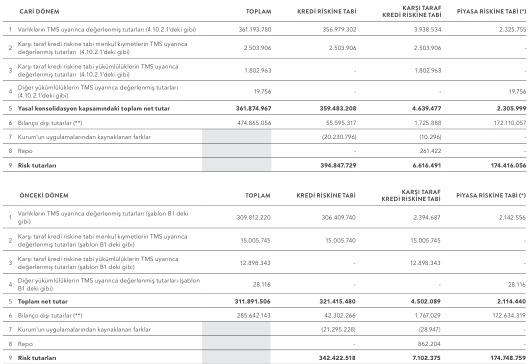 CARİ DÖNEM TOPLAM KREDİ RİSKİNE TABİ KARŞI TARAF KREDİ RİSKİNE TABİ PİYASA RİSKİNE TABİ (*)
1 Varlıkların TMS uyarınca değerlenmiş tutarları (4.10.2.1'deki gibi) 361.193.780 356.979.302 3.938.534 2.325.755
2 Karşı taraf kredi riskine tabi menkul kıymetlerin TMS uyarınca
değerlenmiş tutarları (4.10.2.1'deki gibi) 2.503.906 2.503.906 2.503.906 -
3 Karşı taraf kredi riskine tabi yükümlülüklerin TMS uyarınca
değerlenmiş tutarları (4.10.2.1'deki gibi) 1.802.963 - 1.802.963 -
4 Diğer yükümlülüklerin TMS uyarınca değerlenmiş tutarları
(4.10.2.1'deki gibi) 19.756 - - 19.756
5 Yasal konsolidasyon kapsamındaki toplam net tutar 361.874.967 359.483.208 4.639.477 2.305.999
6 Bilanço dışı tutarlar (**) 474.865.056 55.595.317 1.725.888 172.110.057
7 Kurum'un uygulamalarından kaynaklanan farklar (20.230.796) (10.296) -
8 Repo - 261.422 -
9 Risk tutarları 394.847.729 6.616.491 174.416.056
ÖNCEKİ DÖNEM TOPLAM KREDİ RİSKİNE TABİ KARŞI TARAF KREDİ RİSKİNE TABİ PİYASA RİSKİNE TABİ (*)
1 Varlıkların TMS uyarınca değerlenmiş tutarları (şablon B1 deki
gibi) 309.812.220 306.409.740 2.394.687 2.142.556
2 Karşı taraf kredi riskine tabi menkul kıymetlerin TMS uyarınca
değerlenmiş tutarları (şablon B1 deki gibi) 15.005.745 15.005.740 15.005.745 -
3 Karşı taraf kredi riskine tabi yükümlülüklerin TMS uyarınca
değerlenmiş tutarları (şablon B1 deki gibi) 12.898.343 - 12.898.343 -
4 Diğer yükümlülüklerin TMS uyarınca değerlenmiş tutarları (şablon
B1 deki gibi) 28.116 - - 28.116
5 Toplam net tutar 311.891.506 321.415.480 4.502.089 2.114.440
6 Bilanço dışı tutarlar (**) 285.642.143 42.302.266 1.767.029 172.634.319
7 Kurum'un uygulamalarından kaynaklanan farklar (21.295.228) (28.947) -
8 Repo - 862.204 -
9 Risk tutarları 342.422.518 7.102.375 174.748.759